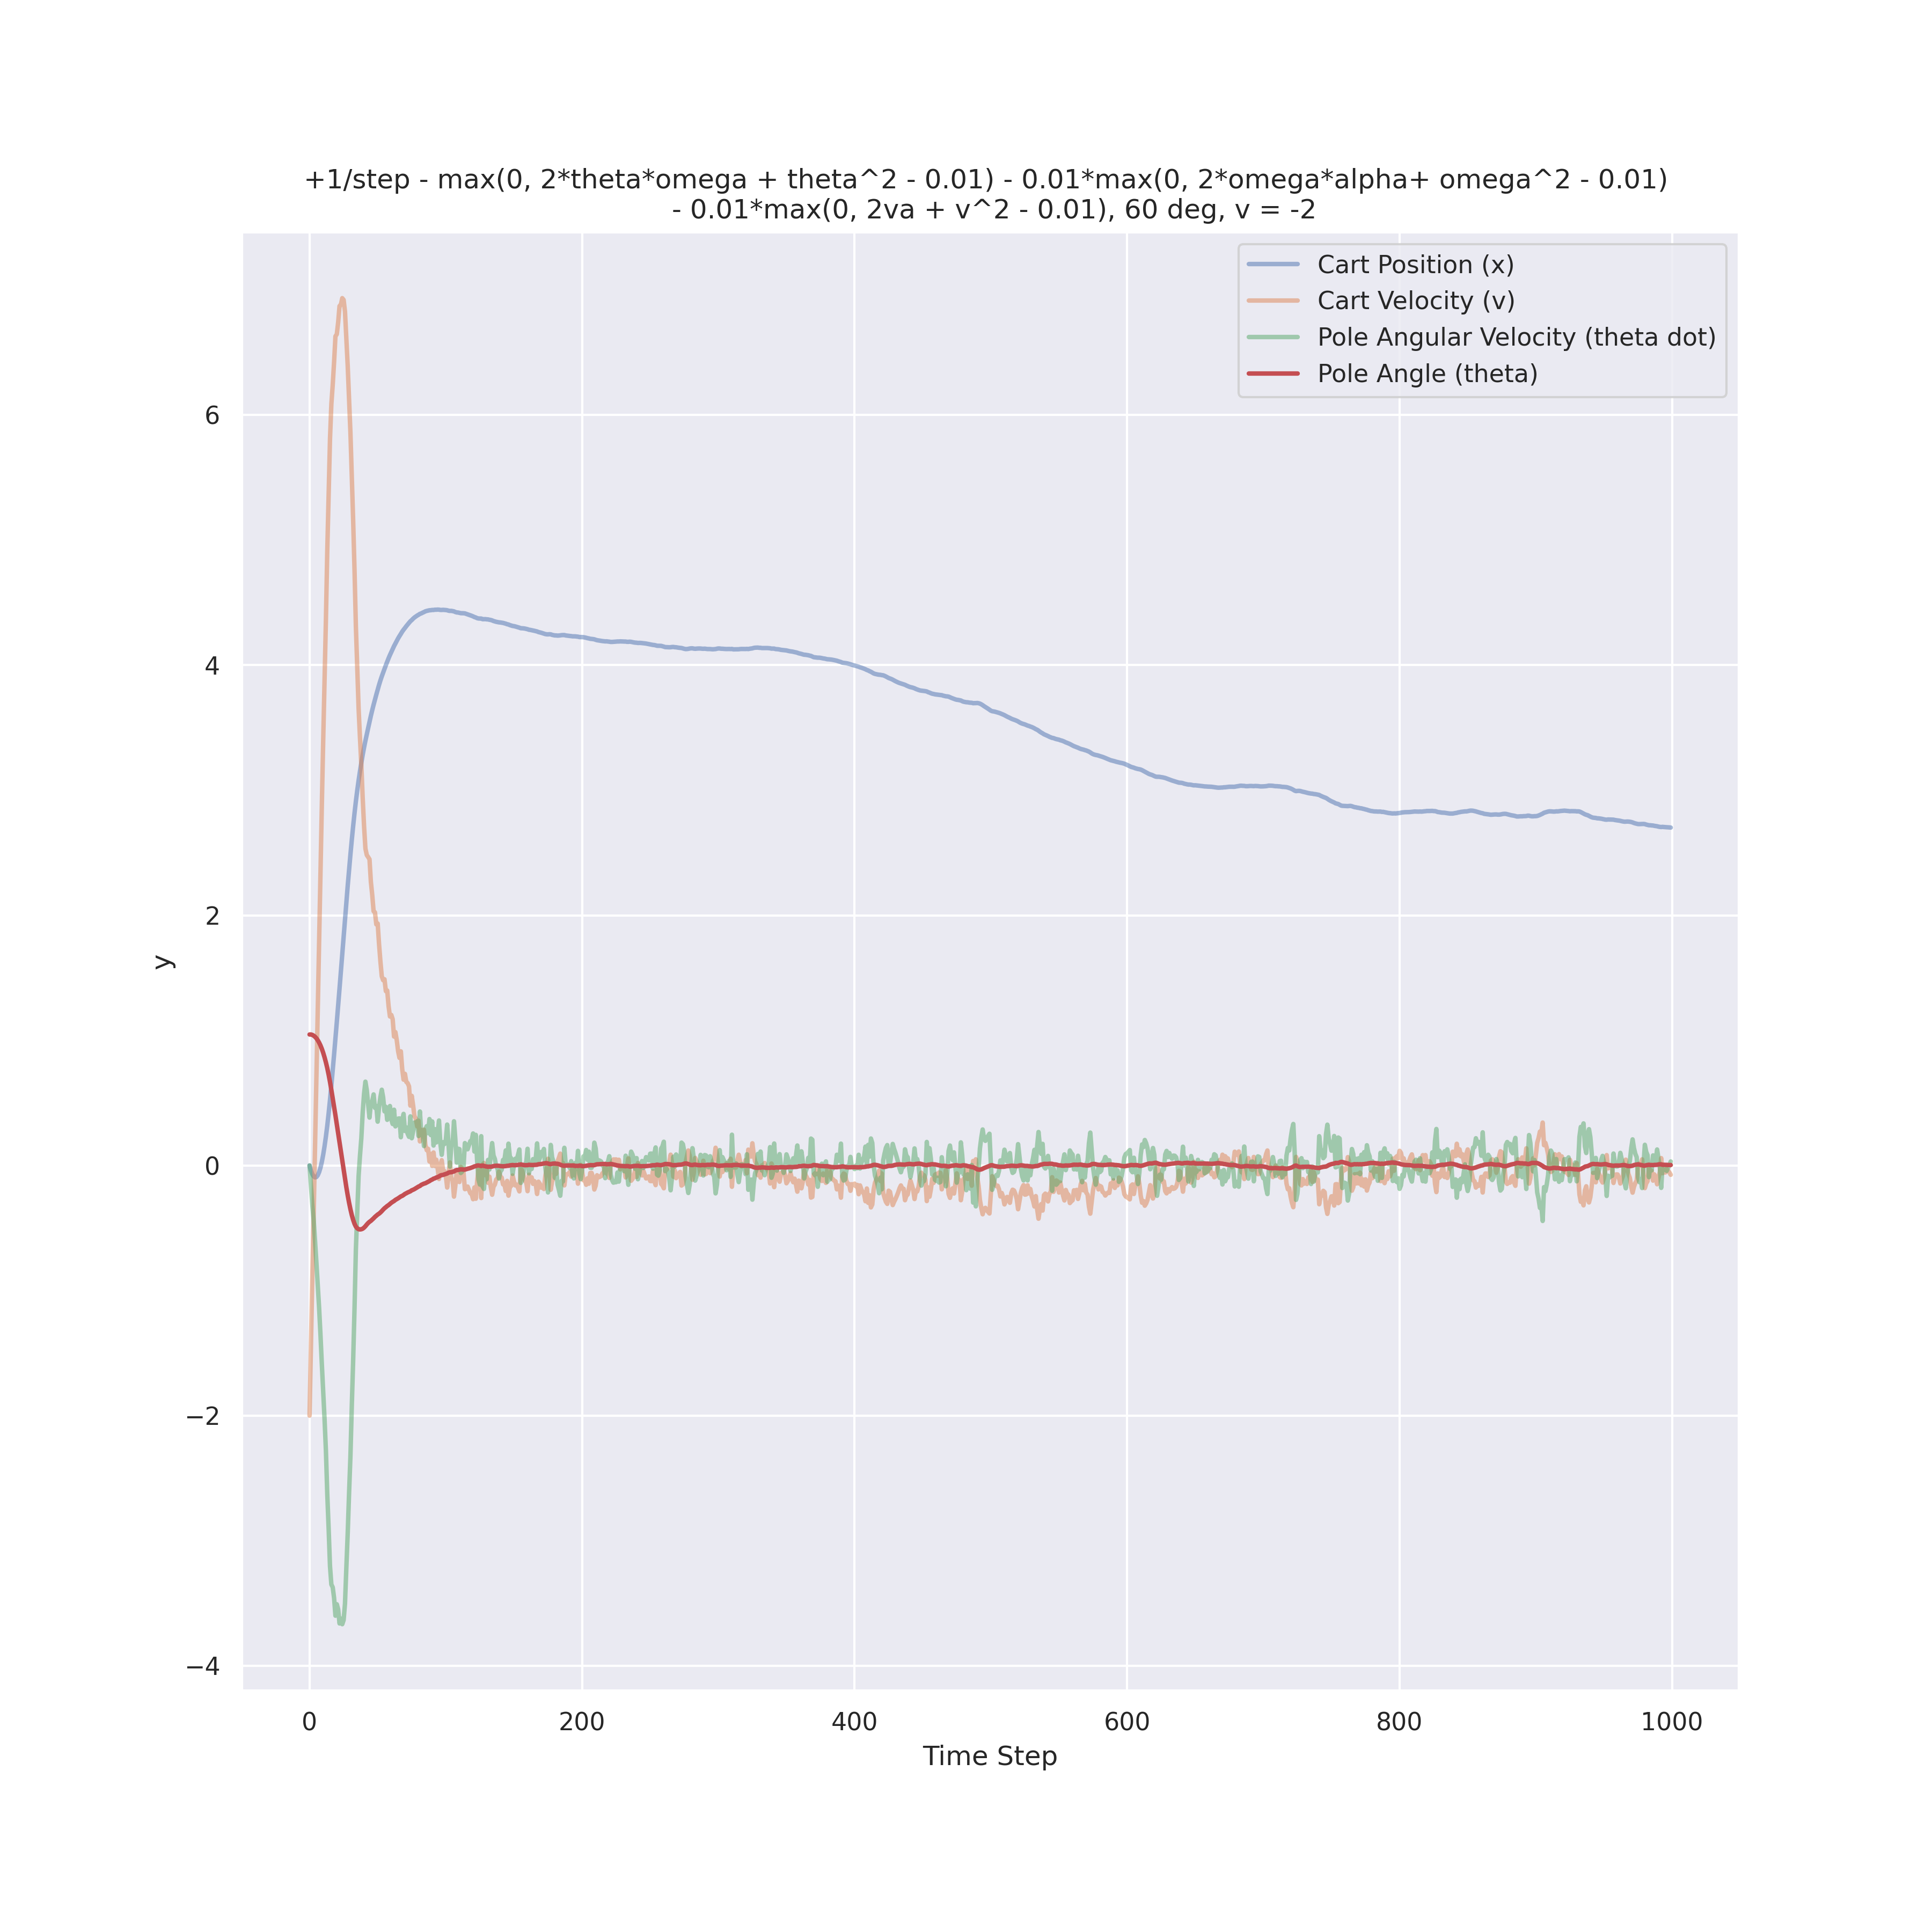 +1/step - max(0, 2*theta*omega + theta^2 - 0.01) - 0.01*max(0, 2*omega*alpha+ omega^2 - 0.01)
- 0.01*max(0, 2va + v^2 - 0.01), 60 deg, v = -2
Cart Position (x)
Cart Velocity (v)
Pole Angular Velocity (theta dot)
Pole Angle (theta)
6
4
2
0
−2
−4
y
0 200 400 600 800 1000
Time Step